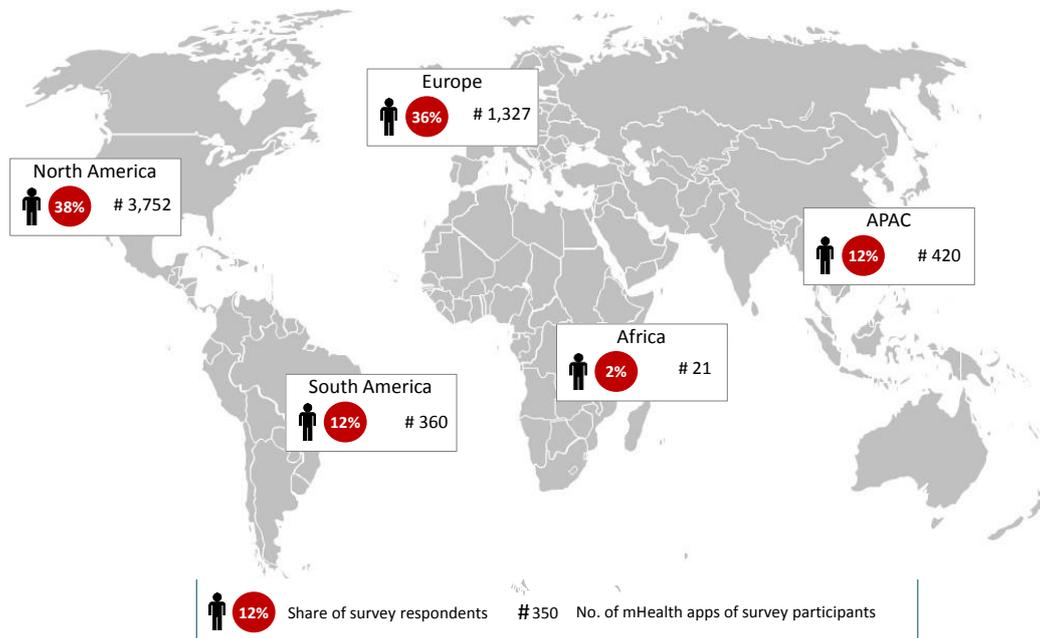 Europe
36% # 1,327
North America
38% # 3,752
APAC
12% # 420
Africa
2% # 21
South America
12% # 360
12% Share of survey respondents #350 No. of mHealth apps of survey participants